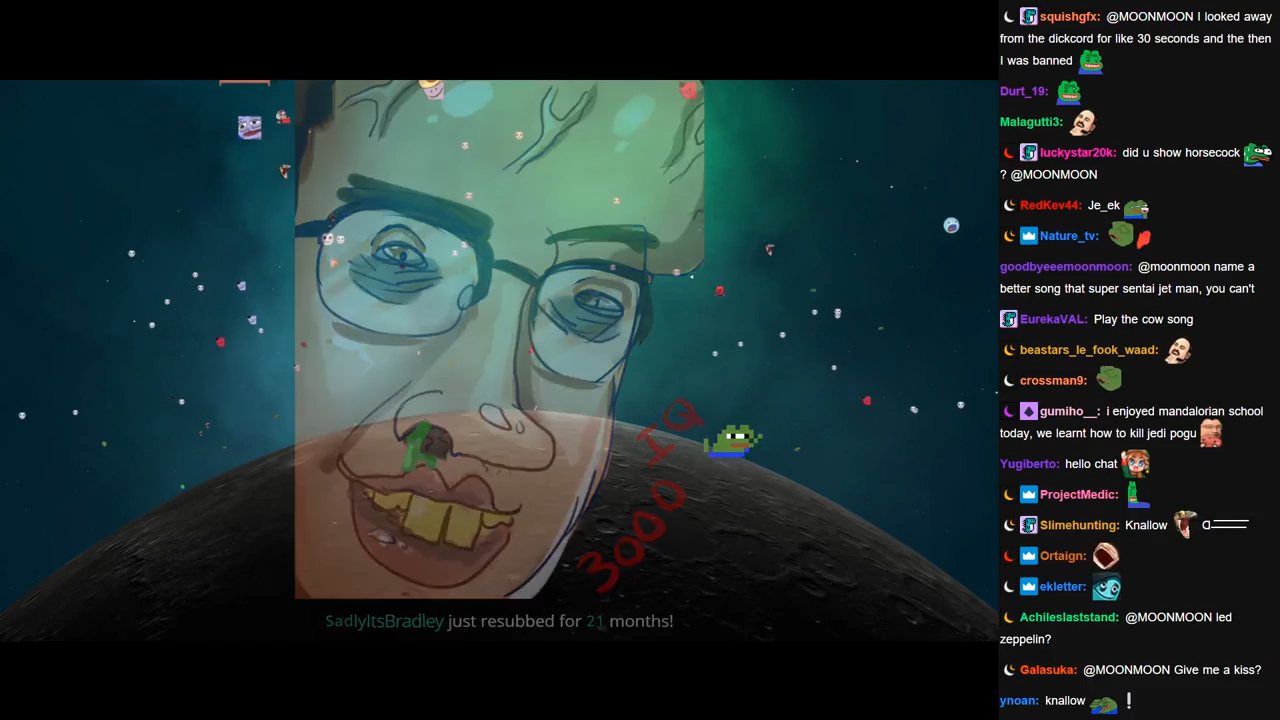 3000 IQ
SadlyItsBradley just resubbed for 21 months!
squishgfx: @MOONMOON I looked away
from the dickcord for like 30 seconds and the then
I was banned
Durt_19:
Malagutti3:
luckystar20k: did u show horsecock
? @MOONMOON
RedKev44: Je_ek
Nature_tv:
goodbyeeemoonmoon: @moonmoon name a
better song that super sentai jet man, you can't
EurekaVAL: Play the cow song
beastars_le_fook_waad:
crossman9:
gumiho__: i enjoyed mandalorian school
today, we learnt how to kill jedi pogu
Yugiberto: hello chat
ProjectMedic:
Slimehunting: Knallow
Ortaign:
ekletter:
Achileslaststand: @MOONMOON led
zeppelin?
Galasuka: @MOONMOON Give me a kiss?
ynoan: knallow